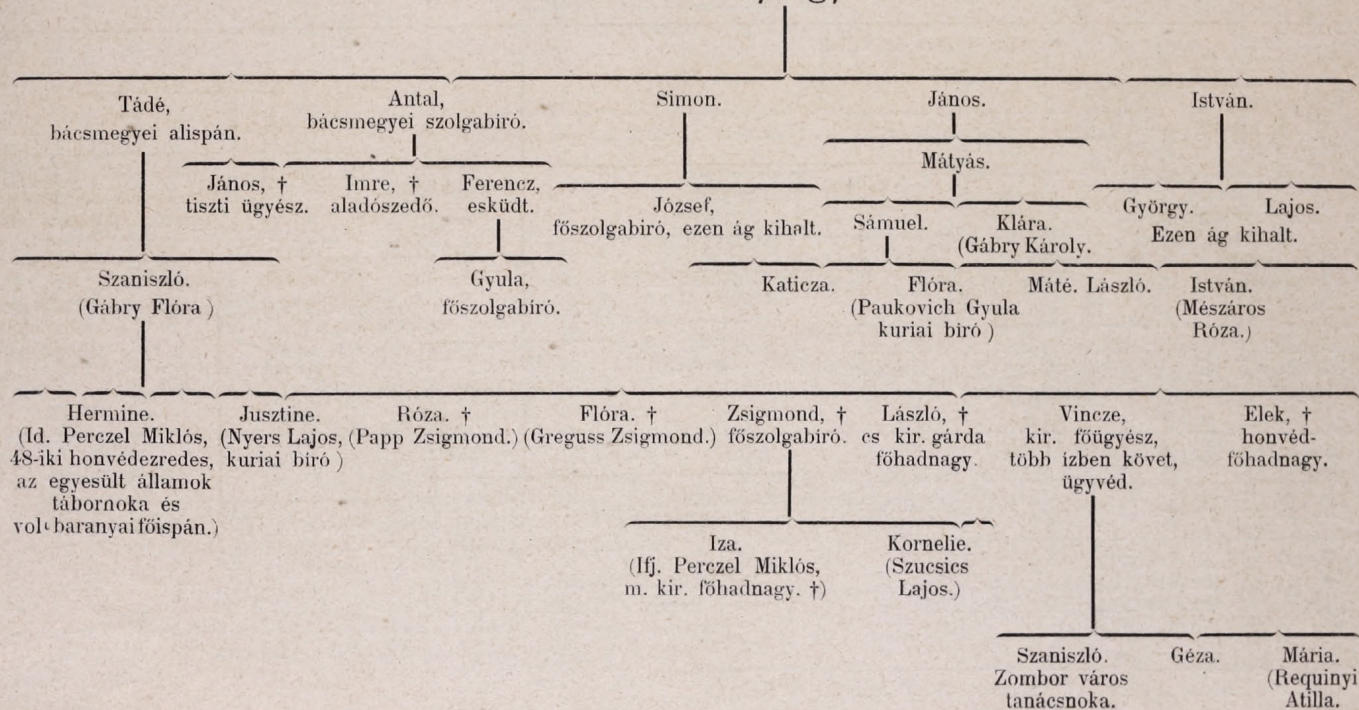 Tádé,
bácsmegyei alispán.
Antal,
bácsmegyei szolgabiró.
Simon.
János.
István.
János, †
tiszti ügyész.
Imre, †
aladószedő.
Ferencz,
esküdt.
József,
főszolgabiró, ezen ág kihalt.
Mátyás.
Sámuel.
Klára.
(Gábry Károly.
György.
Lajos.
Ezen ág kihalt.
Szaniszló.
(Gábry Flóra )
Gyula,
főszolgabiró.
Katicza.
Flóra.
(Paukovich Gyula
kuriai biró )
Máté. László.
István.
(Mészáros
Róza.)
Hermine.
(Id. Perczel Miklós,
48-iki honvédezredes,
az egyesült államok
tábornoka és
volt baranyai főispán.)
Jusztine.
(Nyers Lajos,
kuriai biró )
Róza. †
(Papp Zsigmond.)
Flóra. †
(Greguss Zsigmond.)
Zsigmond, †
főszolgabiró.
László, †
cs kir. gárda
főhadnagy.
Vincze,
kir. főügyész,
több izben követ,
ügyvéd.
Elek, †
honvéd-
főhadnagy.
Iza.
(Ifj. Perczel Miklós,
m. kir. főhadnagy. †)
Kornelie.
(Szucsics
Lajos.)
Szaniszló.
Zombor város
tanácsnoka.
Géza.
Mária.
(Requinyi
Atilla.